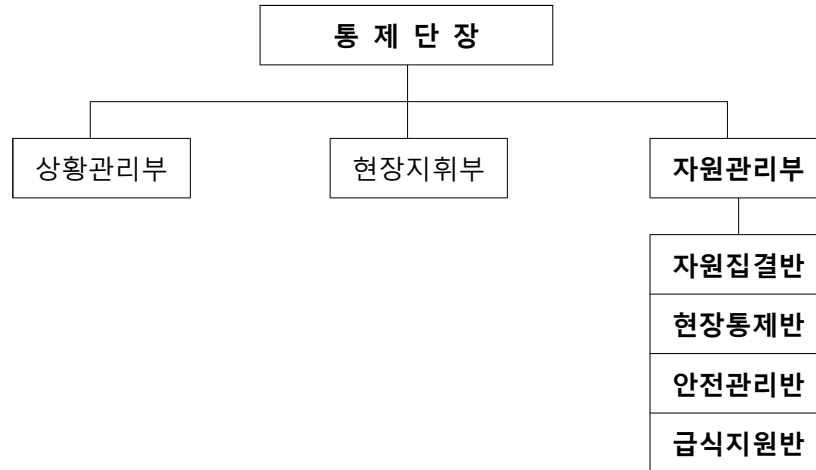 통 제 단 장
상황관리부
현장지휘부
자원관리부
자원집결반
현장통제반
안전관리반
급식지원반